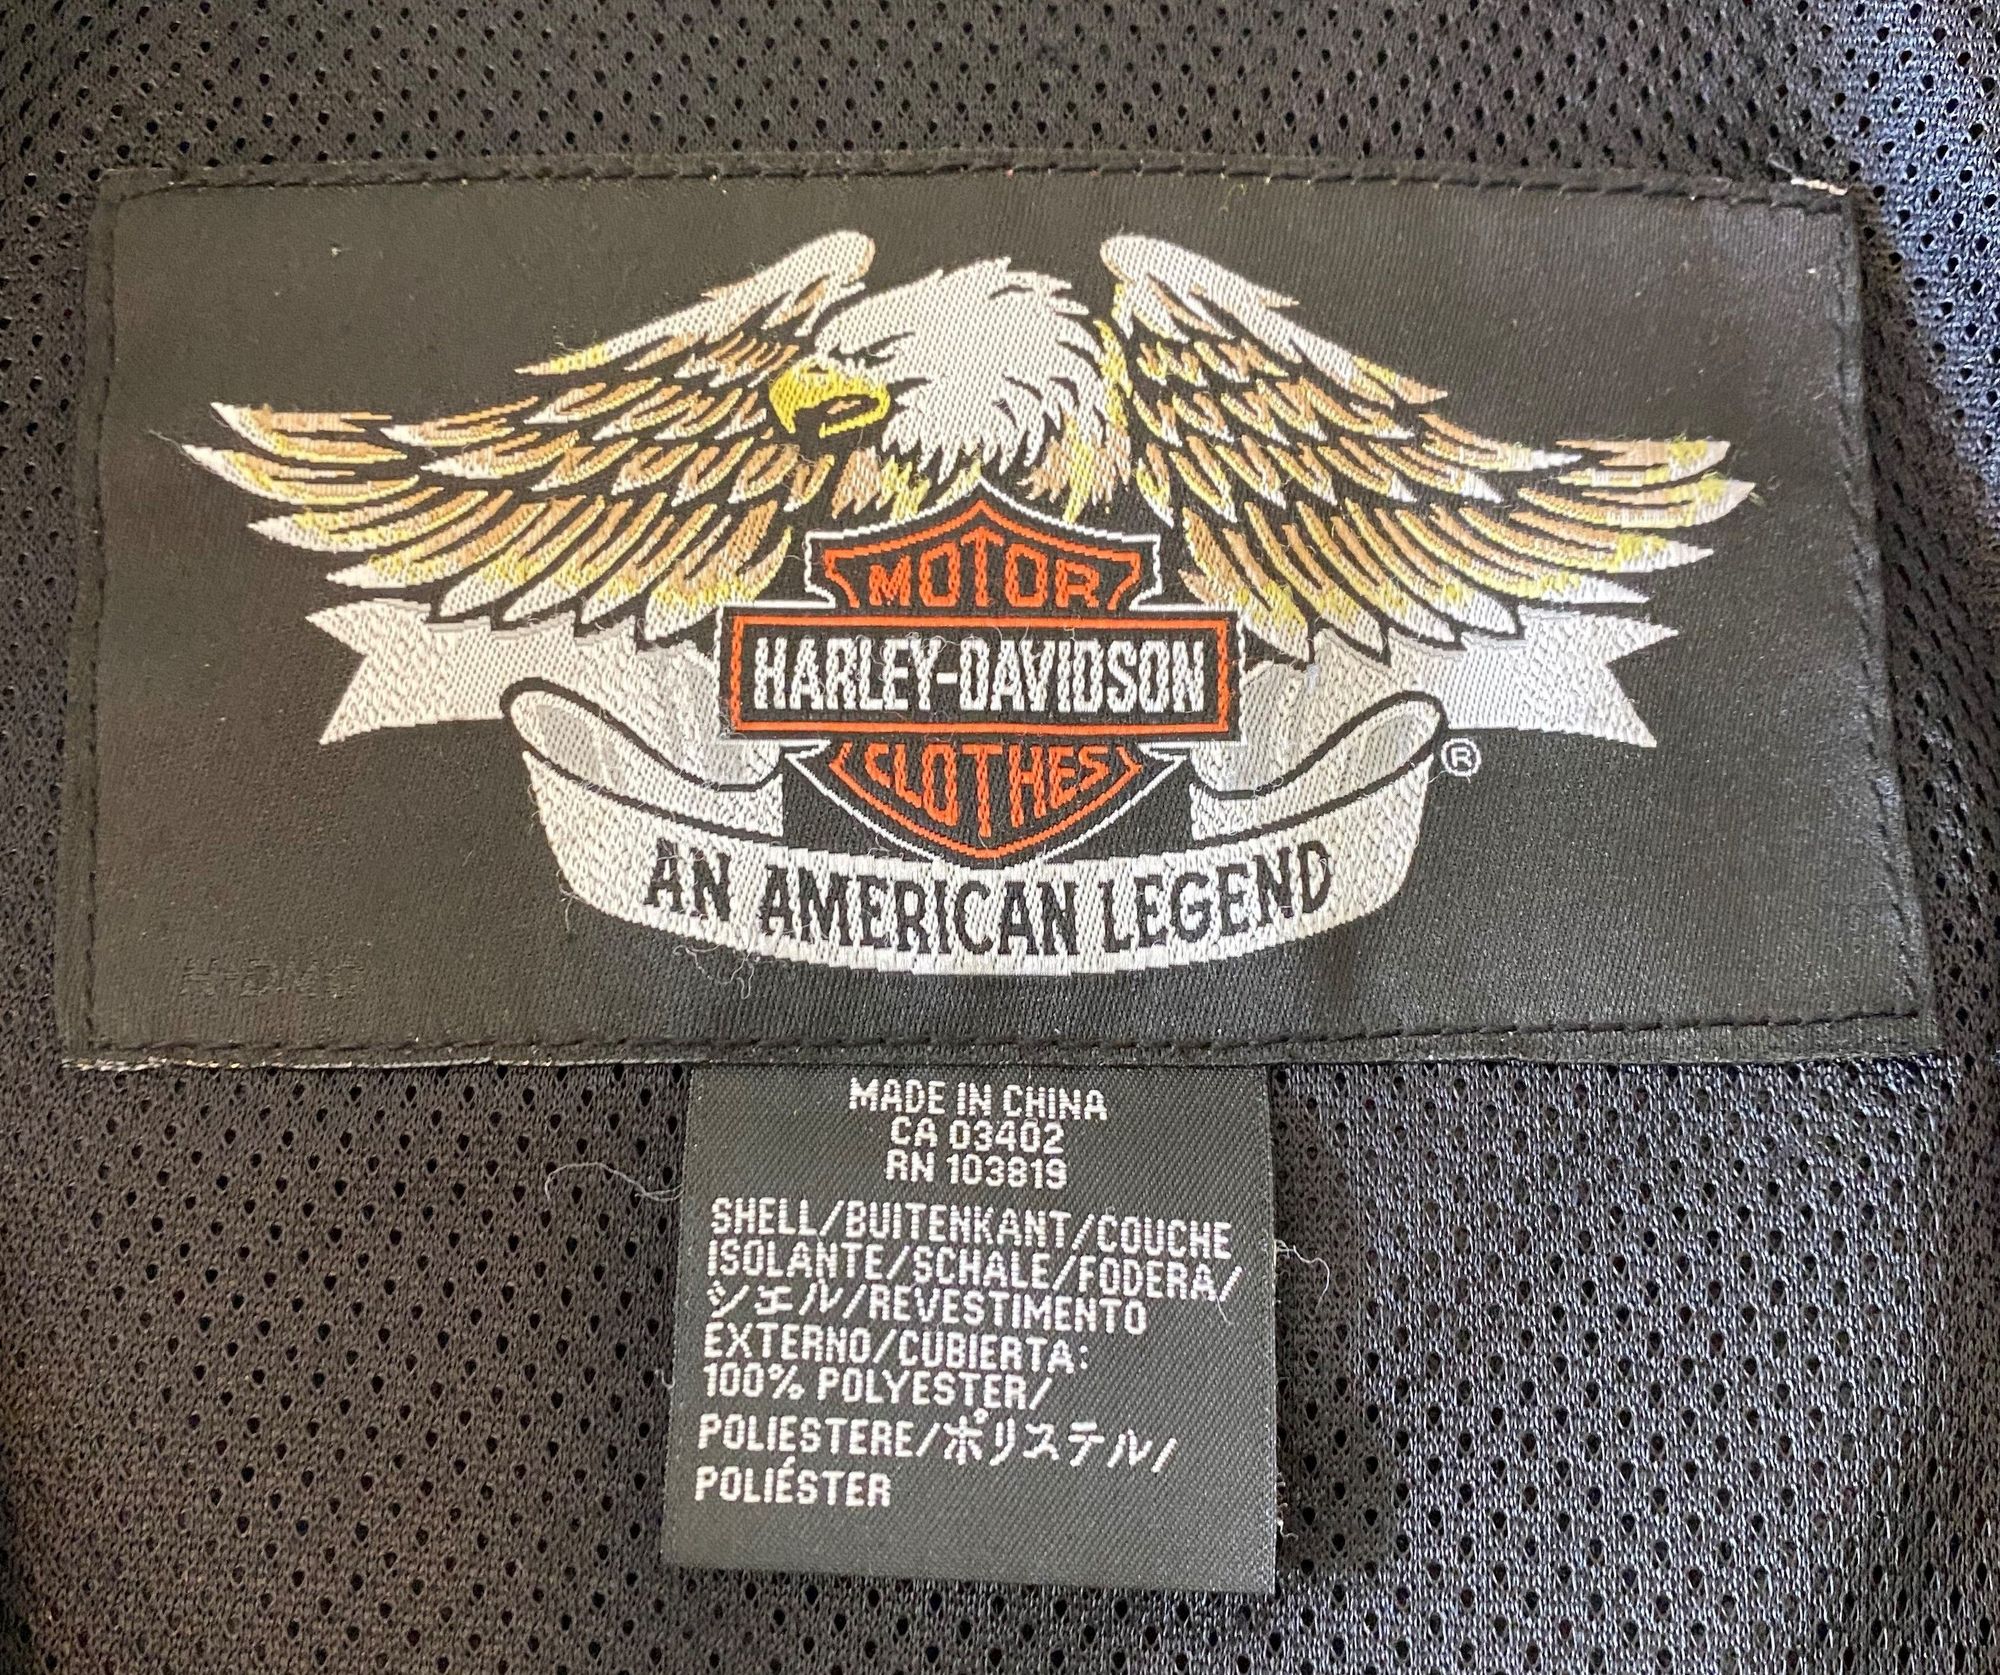 MOTOR
HARLEY-DAVIDSON
CLOTHES
®
AN AMERICAN LEGEND
H-DMC
MADE IN CHINA
CA 03402
RN 103819
SHELL/BUITENKANT/COUCHE
ISOLANTE/SCHALE/FODERA/
シェル/REVESTIMENTO
EXTERNO/CUBIERTA:
100% POLYESTER/
POLIESTERE/ポリステル/
POLIÉSTER